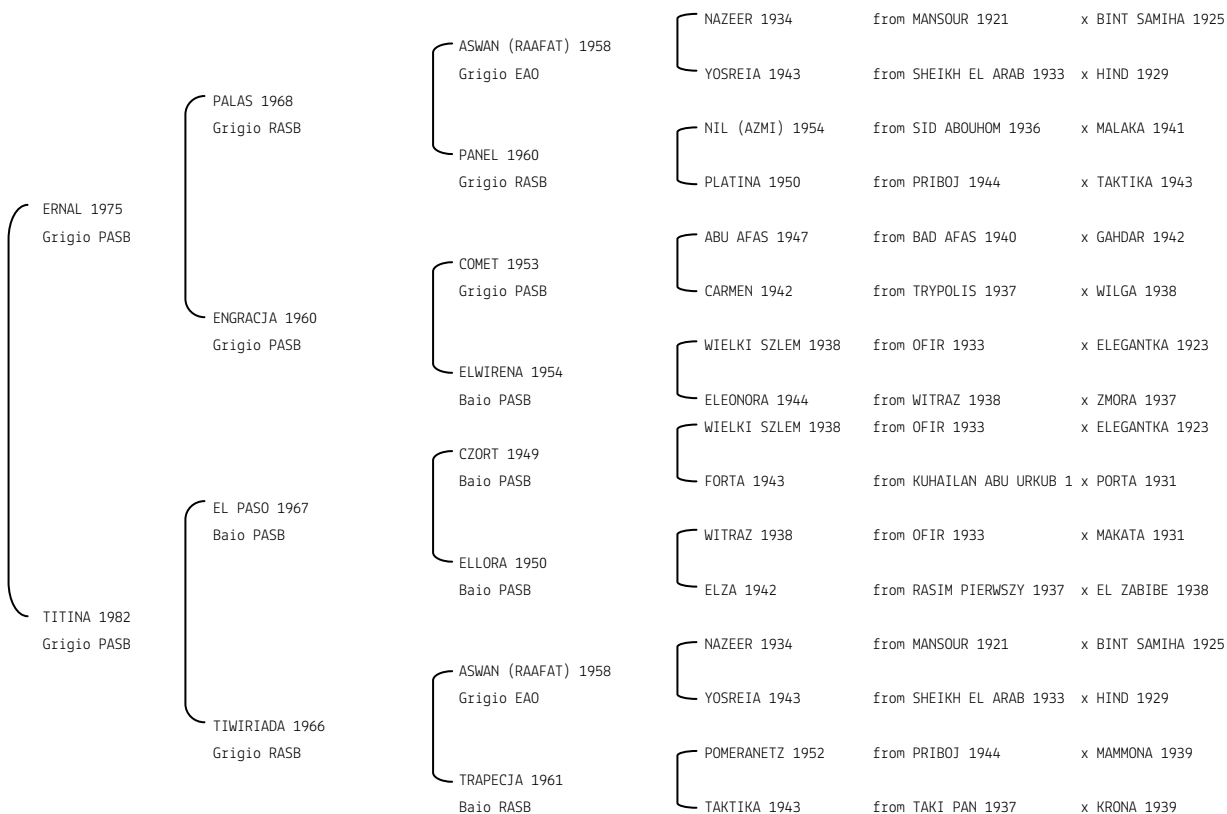 NAZEER 1934 from MANSOUR 1921 x BINT SAMIHA 1925
ASWAN (RAAFAT) 1958
Grigio EAO
YOSREIA 1943 from SHEIKH EL ARAB 1933 x HIND 1929
PALAS 1968
Grigio RASB
NIL (AZMI) 1954 from SID ABOUHOM 1936 x MALAKA 1941
PANEL 1960
Grigio RASB
PLATINA 1950 from PRIBOJ 1944 x TAKTIKA 1943
ERNAL 1975
Grigio PASB
ABU AFAS 1947 from BAD AFAS 1940 x GAHDAR 1942
COMET 1953
Grigio PASB
CARMEN 1942 from TRYPOLIS 1937 x WILGA 1938
ENGRACJA 1960
Grigio PASB
WIELKI SZLEM 1938 from OFIR 1933 x ELEGANTKA 1923
ELWIRENA 1954
Baio PASB
ELEONORA 1944 from WITRAZ 1938 x ZMORA 1937
WIELKI SZLEM 1938 from OFIR 1933 x ELEGANTKA 1923
CZORT 1949
Baio PASB
FORTA 1943 from KUHAILAN ABU URKUB 1 x PORTA 1931
EL PASO 1967
Baio PASB
WITRAZ 1938 from OFIR 1933 x MAKATA 1931
ELLORA 1950
Baio PASB
ELZA 1942 from RASIM PIERWSZY 1937 x EL ZABIBE 1938
TITINA 1982
Grigio PASB
NAZEER 1934 from MANSOUR 1921 x BINT SAMIHA 1925
ASWAN (RAAFAT) 1958
Grigio EAO
YOSREIA 1943 from SHEIKH EL ARAB 1933 x HIND 1929
TIWIRIADA 1966
Grigio RASB
POMERANETZ 1952 from PRIBOJ 1944 x MAMMONA 1939
TRAPECJA 1961
Baio RASB
TAKTIKA 1943 from TAKI PAN 1937 x KRONA 1939